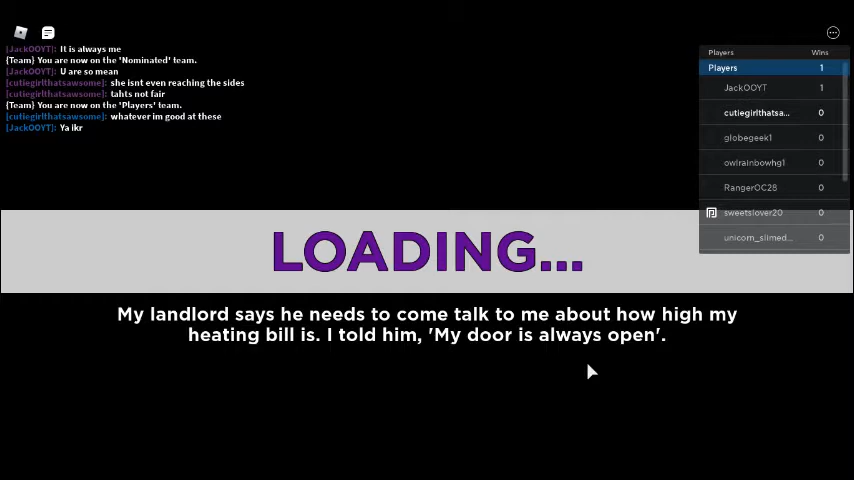 [JackOOYT]: It is always me
{Team} You are now on the 'Nominated' team.
[JackOOYT]: U are so mean
[cutiegirlthatsawsome]: she isnt even reaching the sides
[cutiegirlthatsawsome]: tahts not fair
{Team} You are now on the 'Players' team.
[cutiegirlthatsawsome]: whatever im good at these
[JackOOYT]: Ya ikr
Players Wins
Players 1
JackOOYT 1
cutiegirlthatsa... 0
globegeek1 0
owlrainbowhg1 0
RangerOC28 0
sweetslover20 0
unicorn_slimed... 0
LOADING...
My landlord says he needs to come talk to me about how high my
heating bill is. I told him, 'My door is always open'.